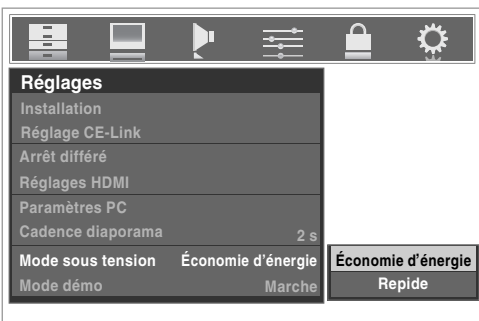 Réglages
Installation
Réglage CE-Link
Arrêt différé
Réglages HDMI
Paramètres PC
Cadence diaporama 2 s
Mode sous tension Économie d'énergie Économie d'énergie
Mode démo Marche Repide